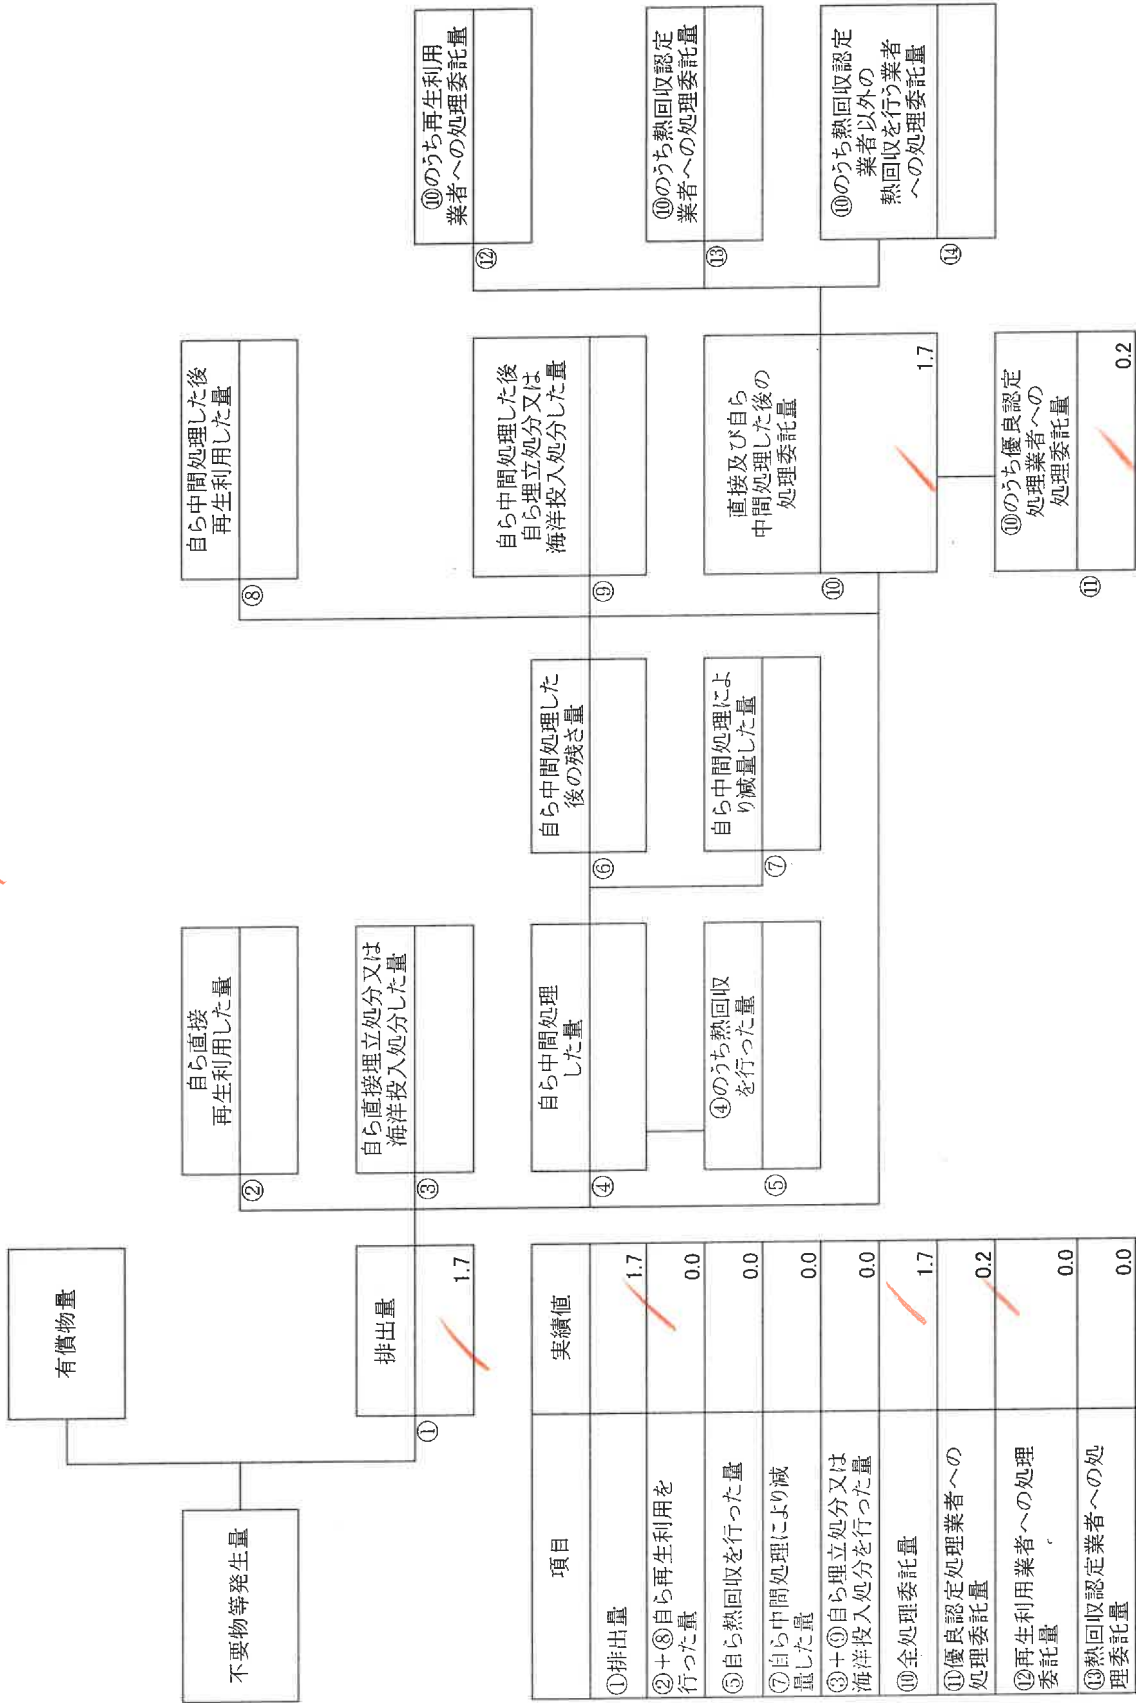 不要物等発生量
有償物量
①
排出量
1.7
②
自ら直接
再生利用した量
③
自ら直接埋立処分又は
海洋投入処分した量
④
自ら中間処理
した量
⑤
④のうち熱回収
を行った量
⑥
自ら中間処理した
後の残さ量
⑦
自ら中間処理によ
り減量した量
⑧
自ら中間処理した後
再生利用した量
⑨
自ら中間処理した後
自ら埋立処分又は
海洋投入処分した量
⑩
直接及び自ら
中間処理した後の
処理委託量
1.7
⑪
⑩のうち優良認定
処理業者への
処理委託量
0.2
⑫
⑩のうち再生利用
業者への処理委託量
⑬
⑩のうち熱回収認定
業者への処理委託量
⑭
⑩のうち熱回収認定
業者以外の
熱回収を行う業者
への処理委託量
項目 実績値
①排出量 1.7
②+⑧自ら再生利用を
行った量 0.0
⑤自ら熱回収を行った量 0.0
⑦自ら中間処理により減
量した量 0.0
③+⑨自ら埋立処分又は
海洋投入処分を行った量 0.0
⑩全処理委託量 1.7
⑪優良認定処理業者への
処理委託量 0.2
⑫再生利用業者への処理
委託量 0.0
⑬熱回収認定業者への処
理委託量 0.0